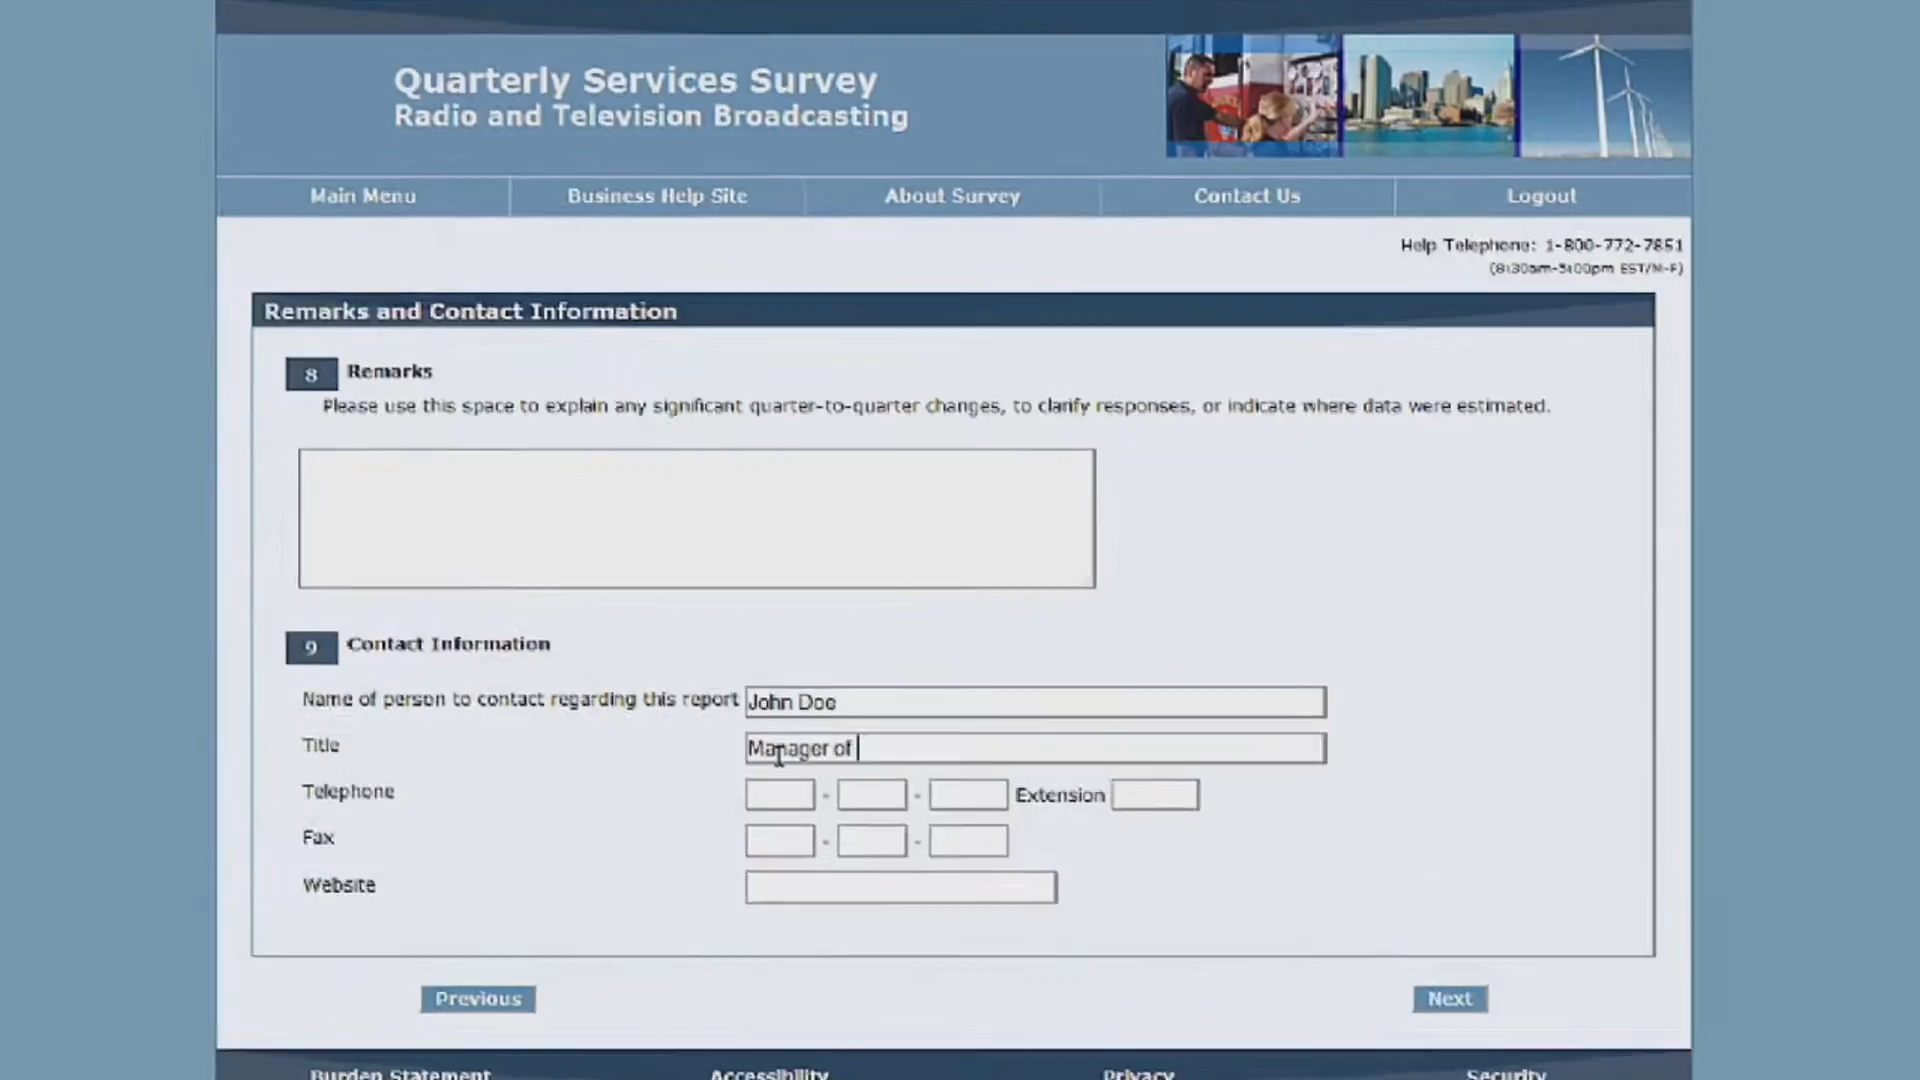 Quarterly Services Survey
Radio and Television Broadcasting
Main Menu
Business Help Site
About Survey
Contact Us
Logout
Help Telephone: 1-800-772-7851
(8:30am-5:00pm EST/M-F)
Remarks and Contact Information
8 Remarks
Please use this space to explain any significant quarter-to-quarter changes, to clarify responses, or indicate where data were estimated.
9 Contact Information
Name of person to contact regarding this report John Doe
Title Manager of
Telephone - - Extension
Fax - -
Website
Previous
Next
Burden Statement
Accessibility
Privacy
Security